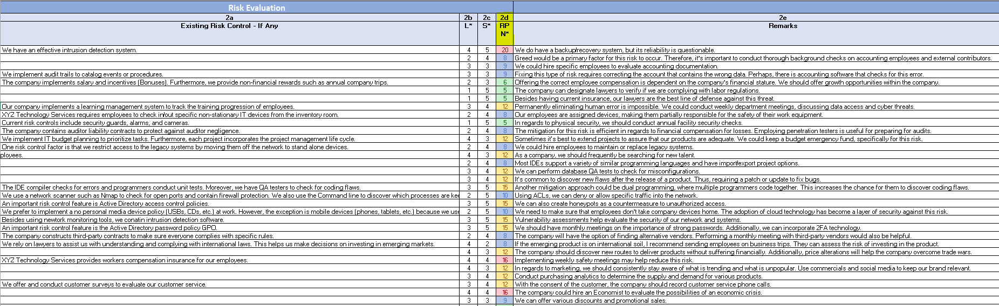 Risk Evaluation
2a 2b 2c 2d 2e
Existing Risk Control - If Any L* S* RP Remarks
N*
We have an effective intrusion detection system. 4 5 20 We do have a backup/recovery system, but its reliability is questionable.
2 4 8 Greed would be a primary factor for this risk to occur. Therefore, it's important to conduct thorough background checks on accounting employees and external contributors.
3 3 9 We could hire specific employees to evaluate accounting documentation.
We implement audit trails to catalog events or procedures. 3 3 9 Fixing this type of risk requires correcting the account that contains the wrong data. Perhaps, there is accounting software that checks for this error.
The company implements salary and incentives (Bonuses). Furthermore, we provide non-financial rewards such as annual company trips. 2 3 6 Offering the correct employee compensation is dependent on the company's financial stature. We should offer growth opportunities within the company.
1 5 5 The company can designate lawyers to verify if we are complying with labor regulations.
1 5 5 Besides having current insurance, our lawyers are the best line of defense against this threat.
Our company implements a learning management system to track the training progression of employees. 3 4 12 Permanently eliminating human error is impossible. We could conduct weekly department meetings, discussing data access and cyber threats.
XYZ Technology Services requires employees to check in/out specific non-stationary IT devices from the inventory room. 2 4 8 Our employees are assigned devices, making them partially responsible for the safety of their work equipment.
Current risk controls include security guards, alarms, and cameras. 1 5 5 In regards to physical security, we should conduct annual facility security checks.
The company contains auditor liability contracts to protect against auditor negligence. 2 4 8 The mitigation for this risk is efficient in regards to financial compensation for losses. Employing penetration testers is useful for preparing for audits.
We implement IT budget planning to prioritize tasks. Furthermore, each project incorporates the project management life cycle. 4 3 12 Sometimes it's best to extend projects to assure that our products are adequate. We could keep a budget emergency fund, specifically for this risk.
One risk control factor is that we restrict access to the legacy systems by moving them off the network to stand alone devices. 2 4 8 We could hire employees to maintain or replace legacy systems.
ployees. 4 3 12 As a company, we should frequently be searching for new talent.
2 4 8 Most IDEs support a variety of similar programming languages and have import/export project options.
3 4 12 We can perform database QA tests to check for misconfigurations.
3 4 12 It's common to discover new flaws after the release of a product. Thus, requiring a patch or update to fix bugs.
The IDE compiler checks for errors and programmers conduct unit tests. Moreover, we have QA testers to check for coding flaws. 3 5 15 Another mitigation approach could be dual programming, where multiple programmers code together. This increases the chance for them to discover coding flaws.
We use a network scanner such as Nmap to check for open ports and contain firewall protection. We also use the Command line to discover which processes are kee 2 5 10 Using ACLs, we can deny or allow specific traffic into the network.
An important risk control feature is Active Directory access control policies. 3 5 15 We can also create honeypots as a countermeasure to unauthorized access.
We prefer to implement a no personal media device policy (USBs, CDs, etc.) at work. However, the exception is mobile devices (phones, tablets, etc.) because we use 2 5 10 We need to make sure that employees don't take company devices home. The adoption of cloud technology has become a layer of security against this risk.
Besides using newtork monitoring tools, we conatin intrusion detection software. 3 5 15 Vulnerability assessments help evaluate the security of our network and systems.
An important risk control feature is the Active Directory password policy GPO. 3 5 15 We should have monthly meetings on the importance of strong passwords. Additionally, we can incorporate 2FA technology.
The company constructs third-party contracts to make sure everyone complies with specific rules. 2 4 8 The company will have the option of finding alternative vendors. Performing a monthly meeting with third-party vendors would also be helpful.
We rely on lawyers to assist us with understanding and complying with international laws. This helps us make decisions on investing in emerging markets. 4 2 8 If the emerging product is on international soil, I recommend sending employees on business trips. They can assess the risk of investing in the product.
4 3 12 The company should discover new routes to deliver products without suffering financially. Additionally, price alterations will help the company overcome trade wars.
XYZ Technology Services provides workers compensation insurance for our employees. 4 4 16 Implementing weekly safety meetings may help reduce this risk.
4 3 12 In regards to marketing, we should consistently stay aware of what is trending and what is unpopular. Use commercials and social media to keep our brand relevant.
3 4 12 Conduct purchasing analytics to determine the supply and demand for various products.
We offer and conduct customer surveys to evaluate our customer service. 3 4 12 With the consent of the customer, the company should record customer service phone calls.
4 4 16 The company could hire an Economist to evaluate the possibilities of an economic crisis.
3 3 9 We can offer various discounts and promotional sales.